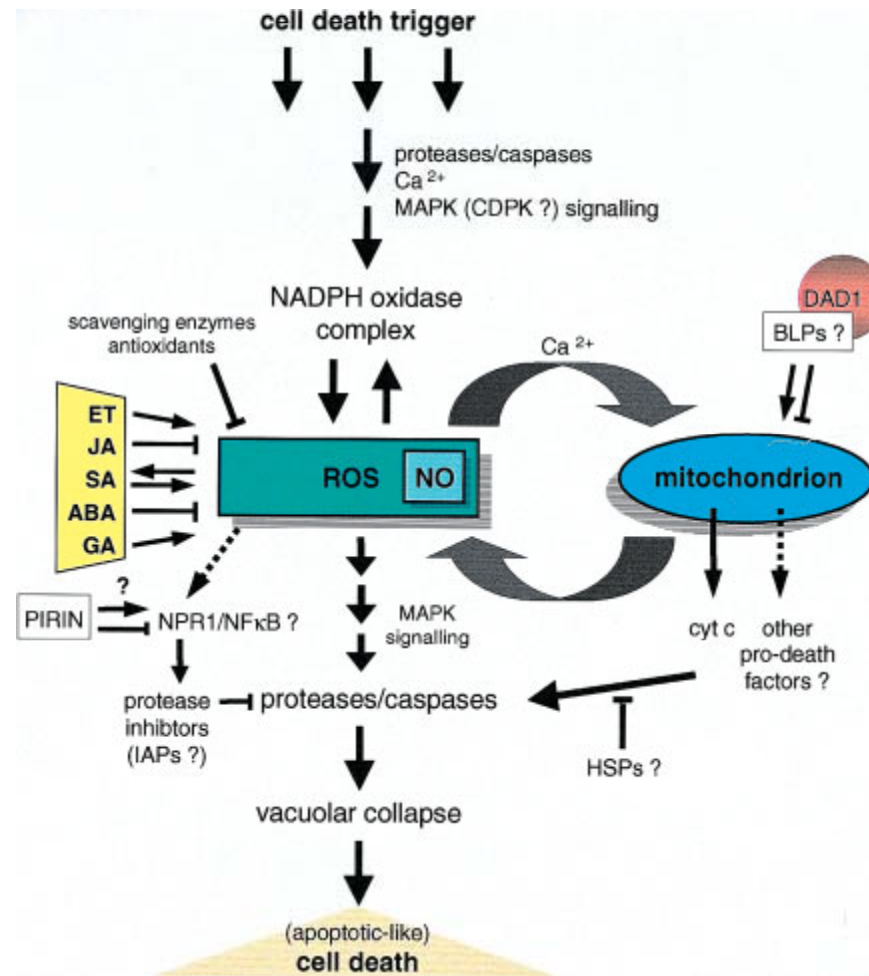 cell death trigger
proteases/caspases
Ca 2+
MAPK (CDPK ?) signalling
NADPH oxidase
complex
scavenging enzymes
antioxidants
Ca 2+
DAD1
BLPs ?
ET
JA
SA
ABA
GA
ROS
NO
mitochondrion
?
PIRIN
NPR1/NFκB ?
MAPK
signalling
cyt c
other
pro-death
factors ?
protease
inhibtors
(IAPs ?)
proteases/caspases
HSPs ?
vacuolar collapse
(apoptotic-like)
cell death